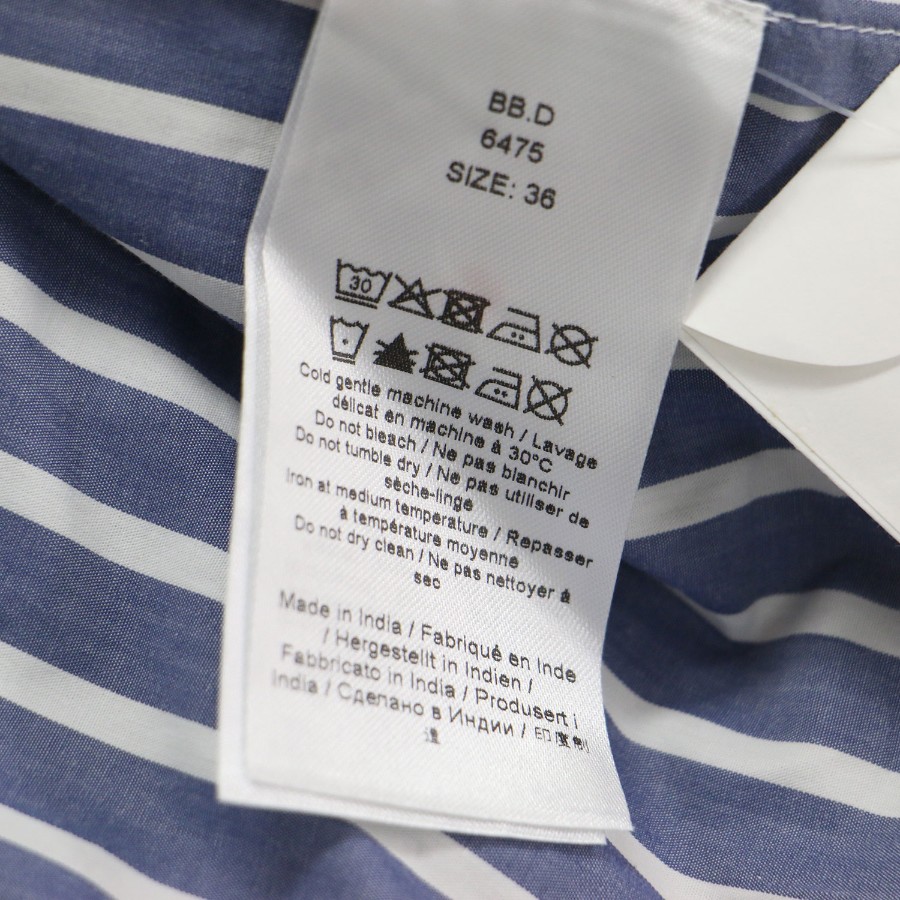 BB.D
6475
SIZE: 36
30
Cold gentle machine wash / Lavage
délicat en machine à 30°C
Do not bleach / Ne pas blanchir
Do not tumble dry / Ne pas utiliser de
sèche-linge
Iron at medium temperature / Repasser
à température moyenne
Do not dry clean / Ne pas nettoyer à
sec
Made in India / Fabriqué en Inde
/ Hergestellt in Indien /
Fabbricato in India / Produsert i
India / Сделано в Индии / 印度制
造